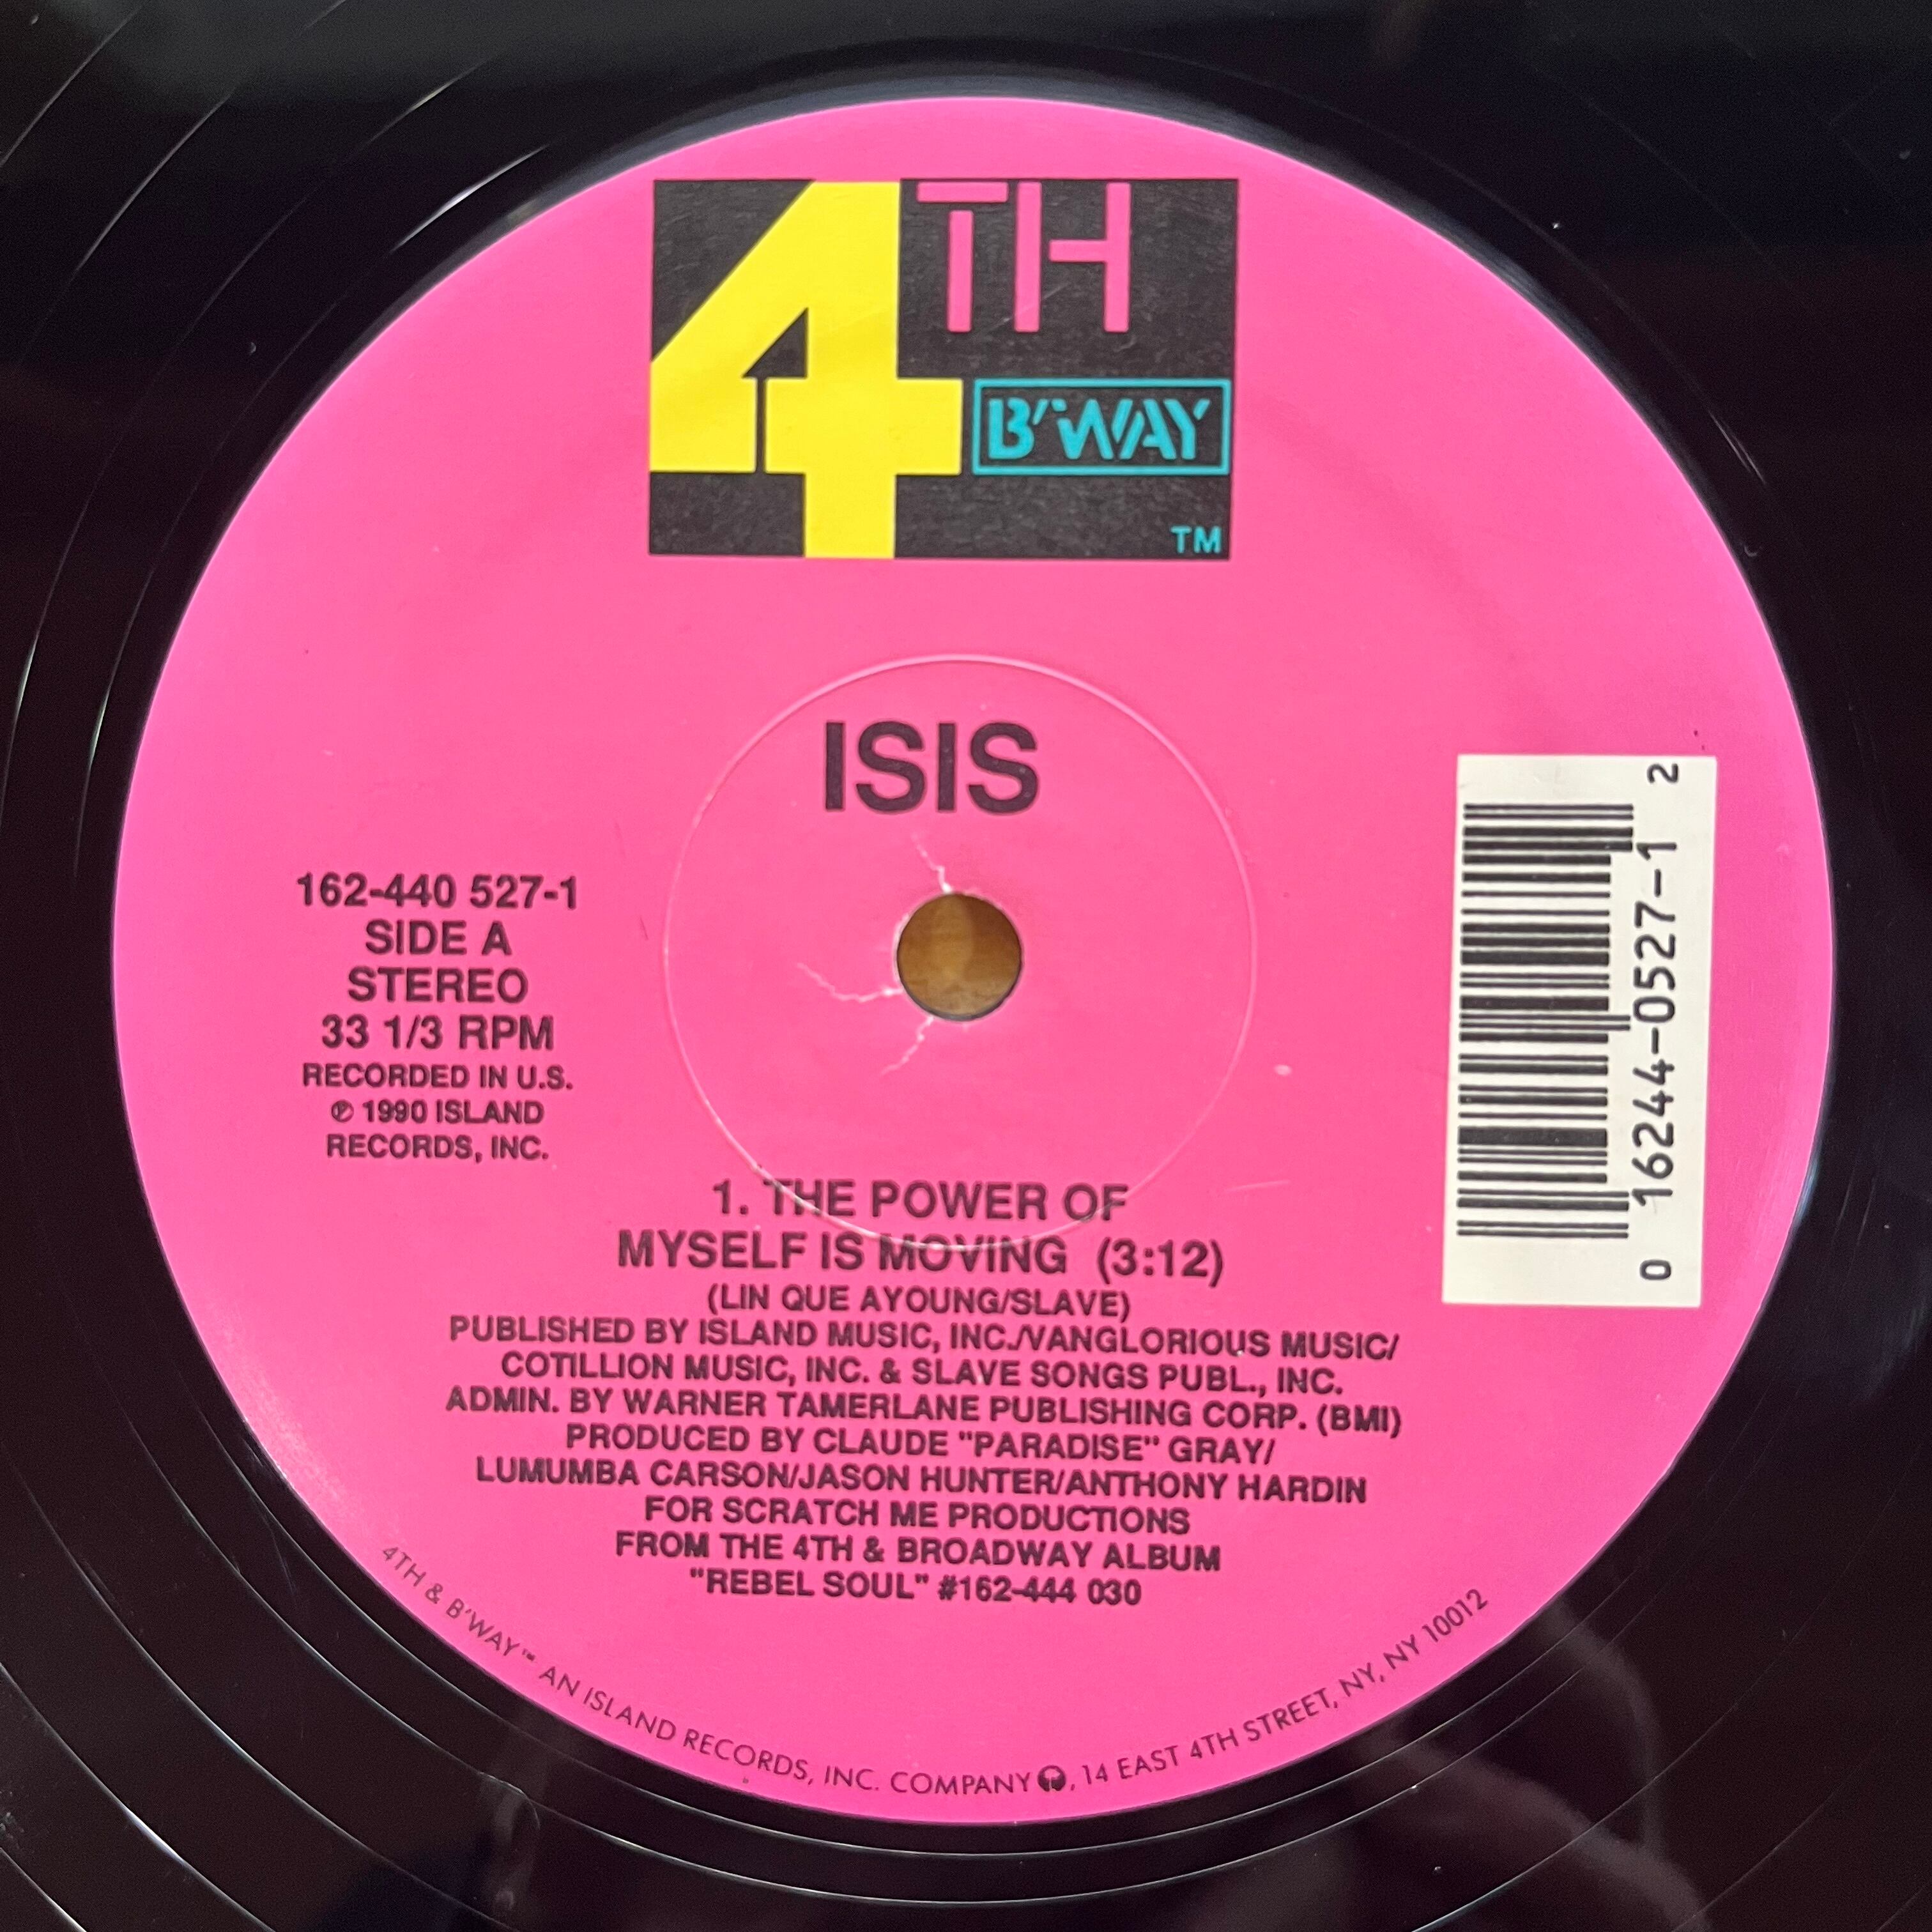 4TH
B'WAY
TM
ISIS
162-440 527-1
SIDE A
STEREO
33 1/3 RPM
RECORDED IN U.S.
℗ 1990 ISLAND
RECORDS, INC.
0 16244-0527-1 2
1. THE POWER OF
MYSELF IS MOVING (3:12)
(LIN QUE AYOUNG/SLAVE)
PUBLISHED BY ISLAND MUSIC, INC./VANGLORIOUS MUSIC/
COTILLION MUSIC, INC. & SLAVE SONGS PUBL., INC.
ADMIN. BY WARNER TAMERLANE PUBLISHING CORP. (BMI)
PRODUCED BY CLAUDE "PARADISE" GRAY/
LUMUMBA CARSON/JASON HUNTER/ANTHONY HARDIN
FOR SCRATCH ME PRODUCTIONS
FROM THE 4TH & BROADWAY ALBUM
"REBEL SOUL" #162-444 030
4TH & B'WAY™ AN ISLAND RECORDS, INC. COMPANY, 14 EAST 4TH STREET, NY, NY 10012